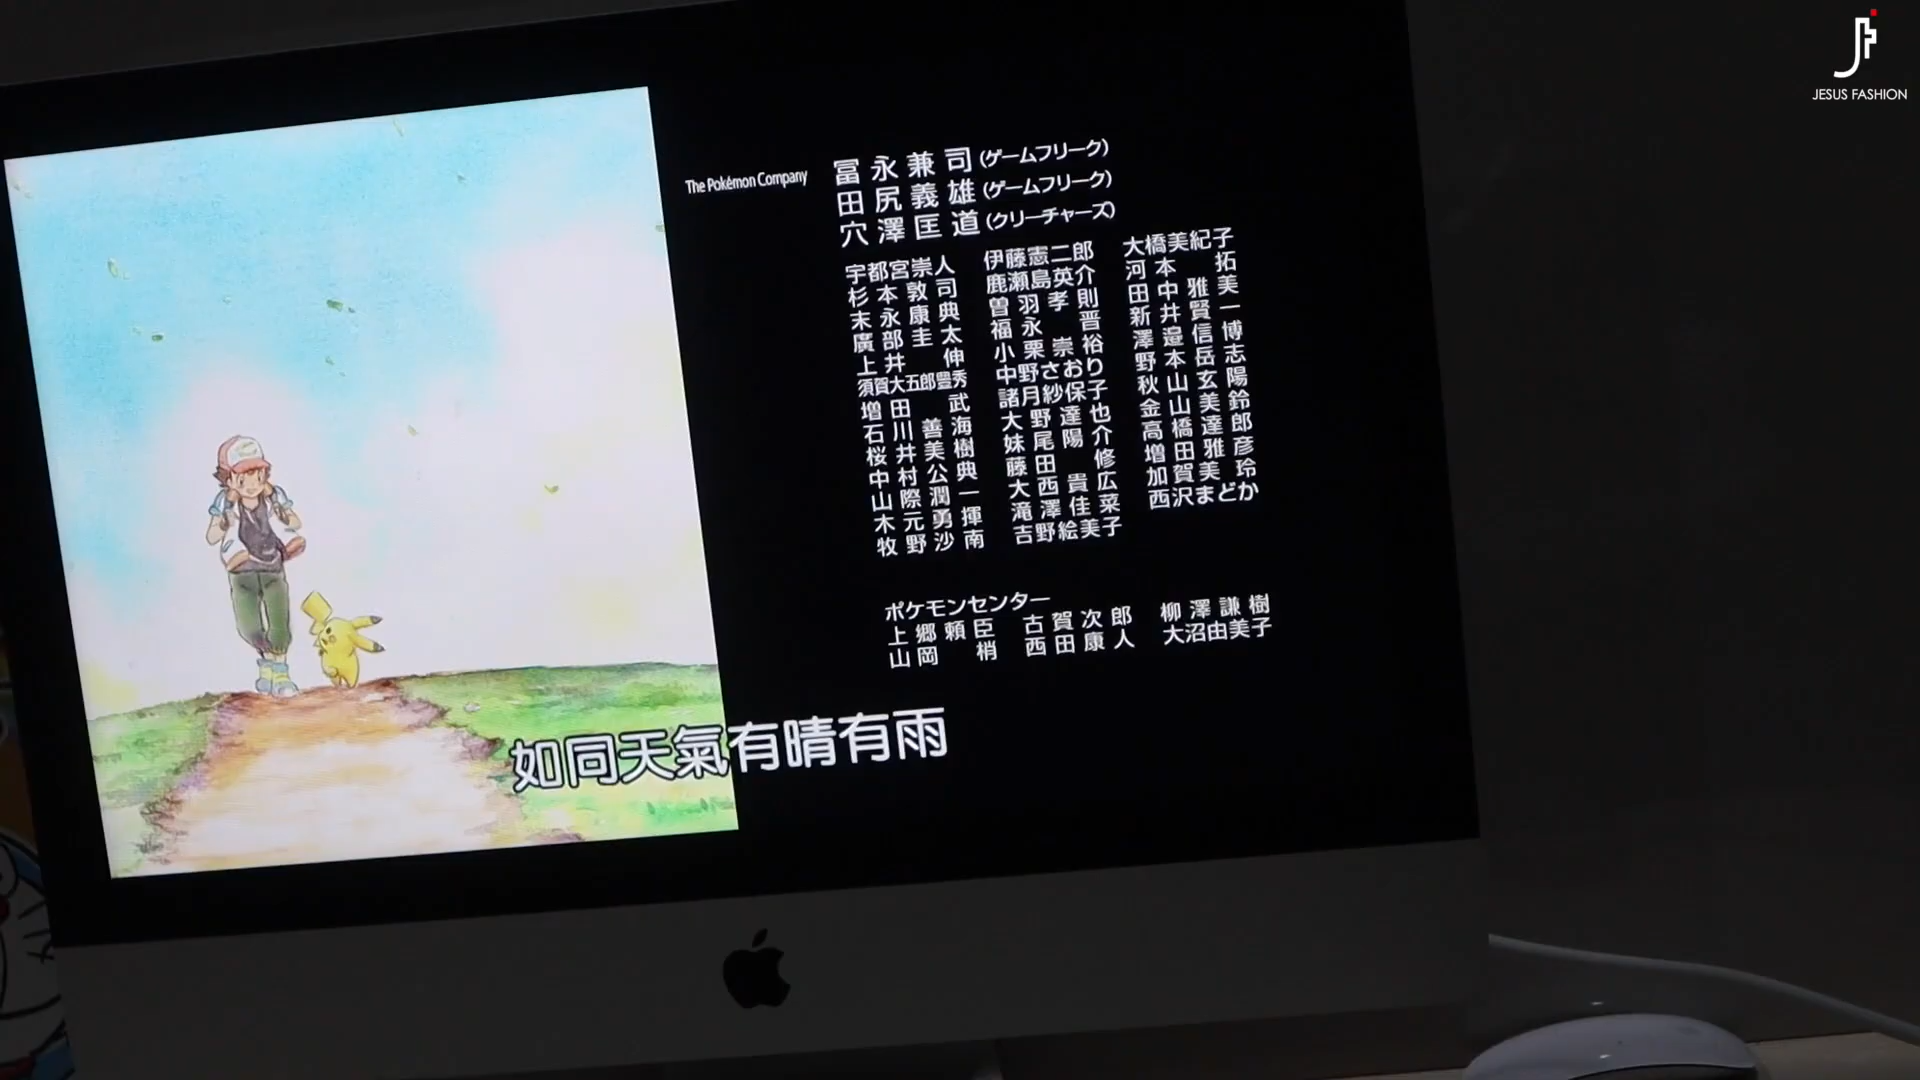 JESUS FASHION
The Pokémon Company
冨永兼司(ゲームフリーク)
田尻義雄(ゲームフリーク)
穴澤匡道(クリーチャーズ)
宇都宮崇人 伊藤憲二郎 大橋美紀子
杉本敦司 鹿瀬島英介 河本 拓
末永康典 曽羽孝則 田中雅美
廣部圭太 福永 晋 新井賢一
上井 伸 小栗崇裕 澤邉信博
須賀大五郎豊秀 中野さおり 野本岳志
増田 武 諸月紗保子 秋山玄陽
石川善海 大野達也 金山美鈴
桜井美樹 妹尾陽介 高橋達郎
中村公典 藤田 修 増田雅彦
山際潤一 大西貴広 加賀美玲
木元勇揮 滝澤佳菜 西沢まどか
牧野沙南 吉野絵美子
ポケモンセンター
上郷頼臣 古賀次郎 柳澤謙樹
山岡 梢 西田康人 大沼由美子
如同天氣有晴有雨